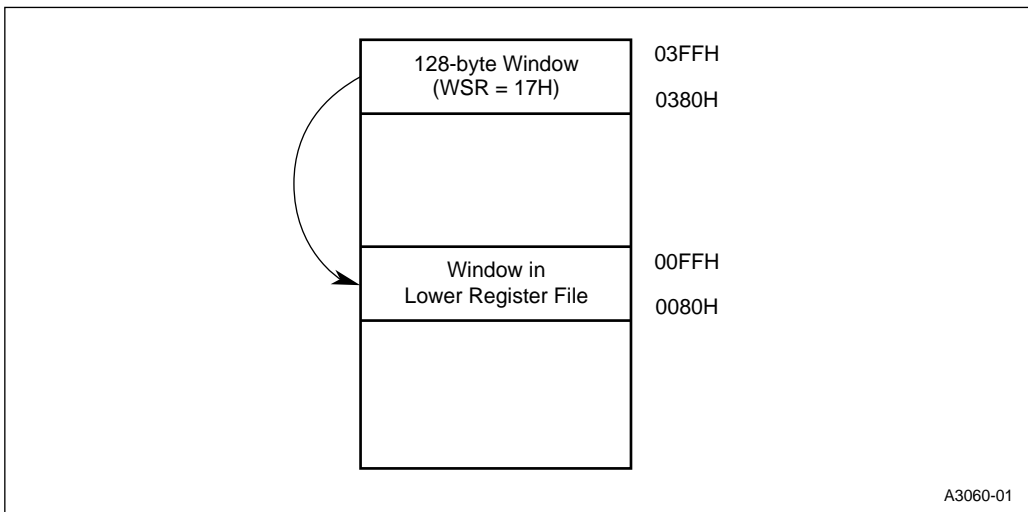 128-byte Window
(WSR = 17H)
03FFH
0380H
Window in
Lower Register File
00FFH
0080H
A3060-01